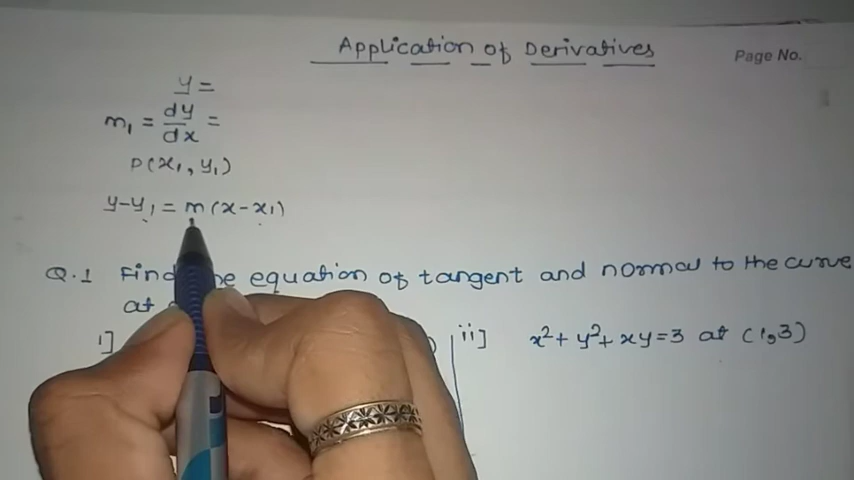 Application of Derivatives
Page No.
y =
m₁ = dy/dx =
P(x₁, y₁)
y-y₁ = m(x-x₁)
Q.1 Find equation of tangent and normal to the curve
at
i]
ii] x²+ y²+ xy=3 at (1,3)